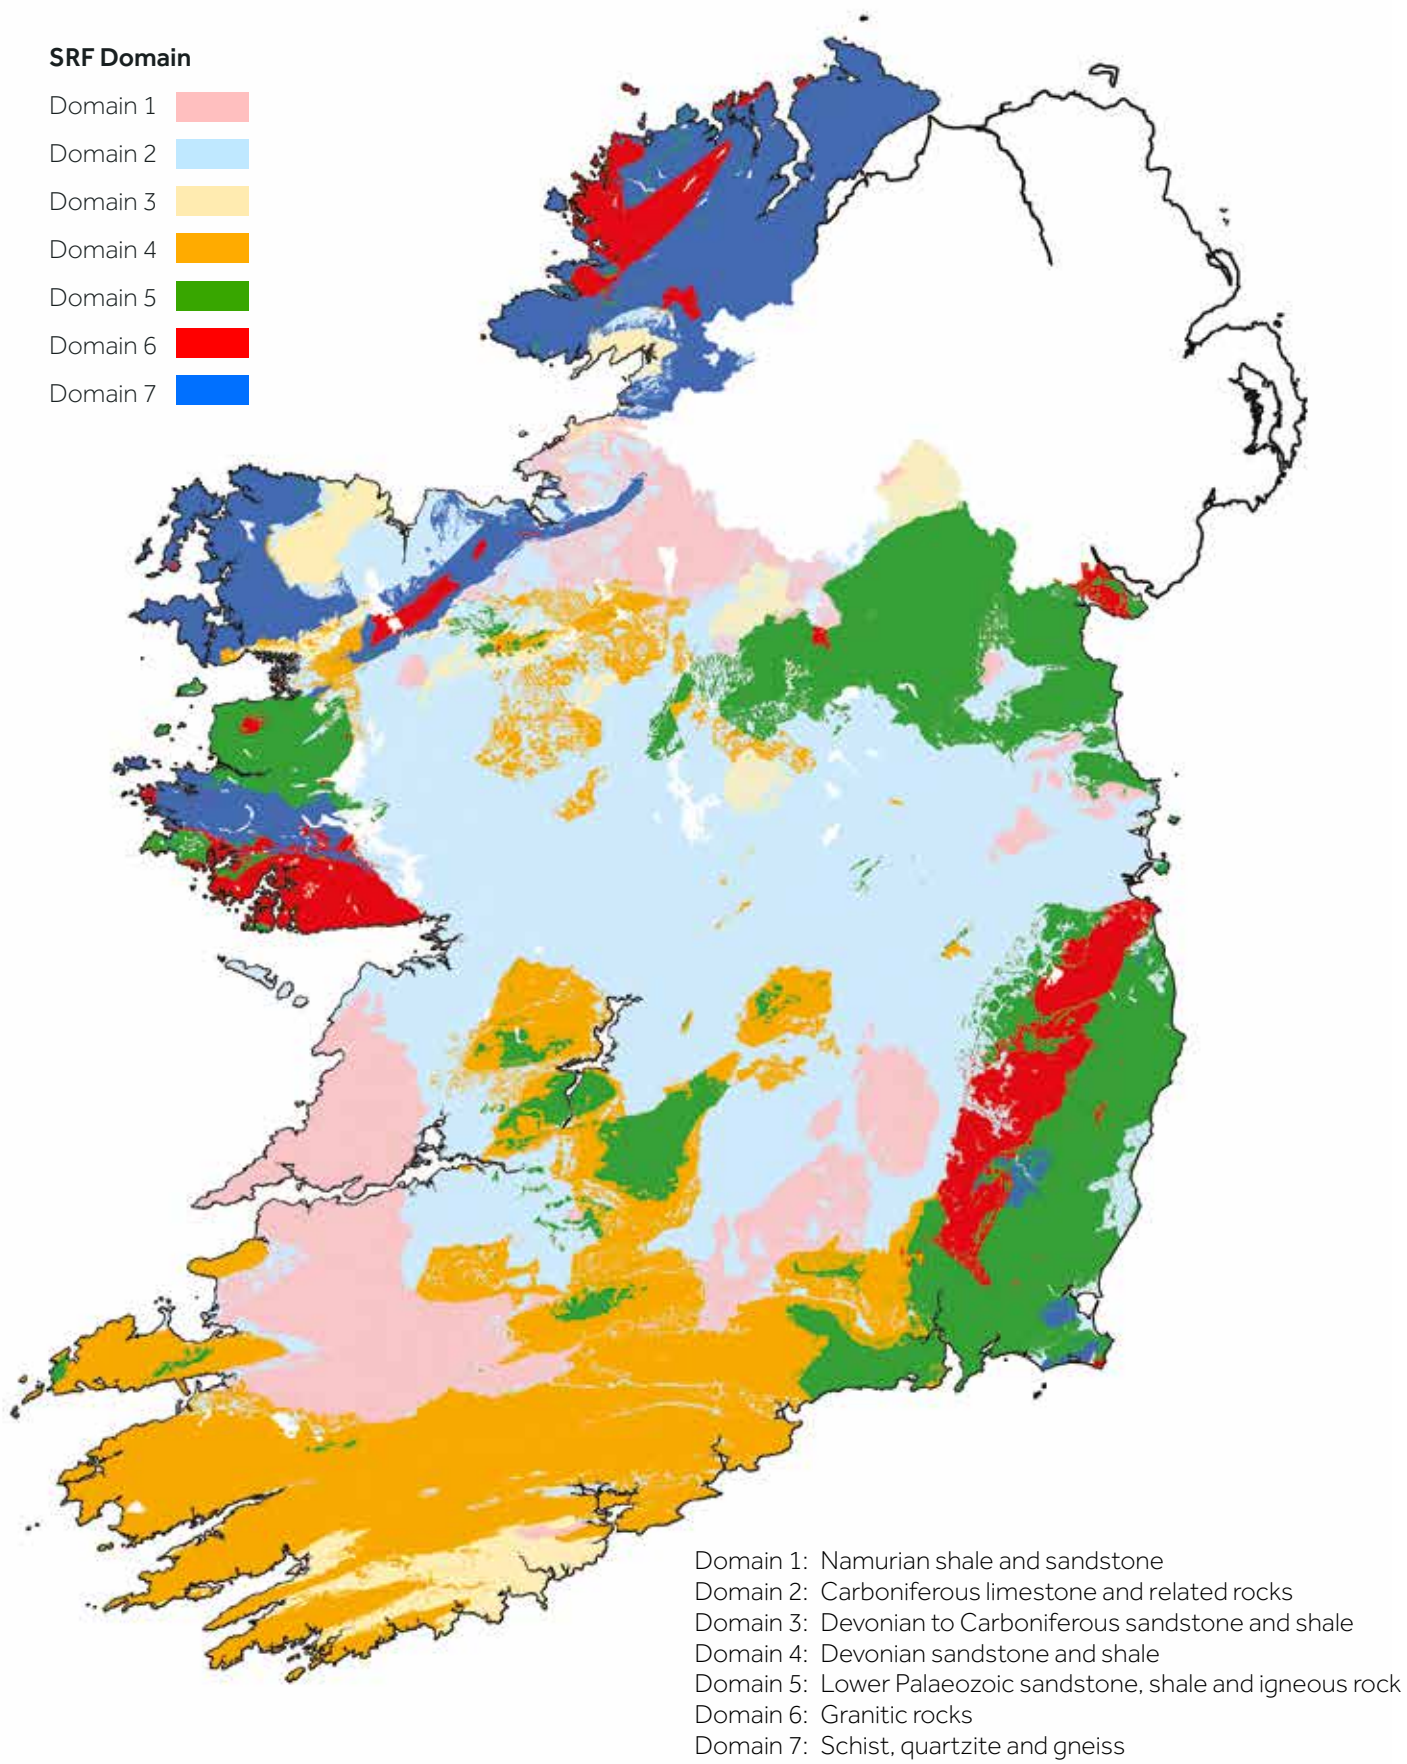 SRF Domain
Domain 1
Domain 2
Domain 3
Domain 4
Domain 5
Domain 6
Domain 7
Domain 1: Namurian shale and sandstone
Domain 2: Carboniferous limestone and related rocks
Domain 3: Devonian to Carboniferous sandstone and shale
Domain 4: Devonian sandstone and shale
Domain 5: Lower Palaeozoic sandstone, shale and igneous rock
Domain 6: Granitic rocks
Domain 7: Schist, quartzite and gneiss